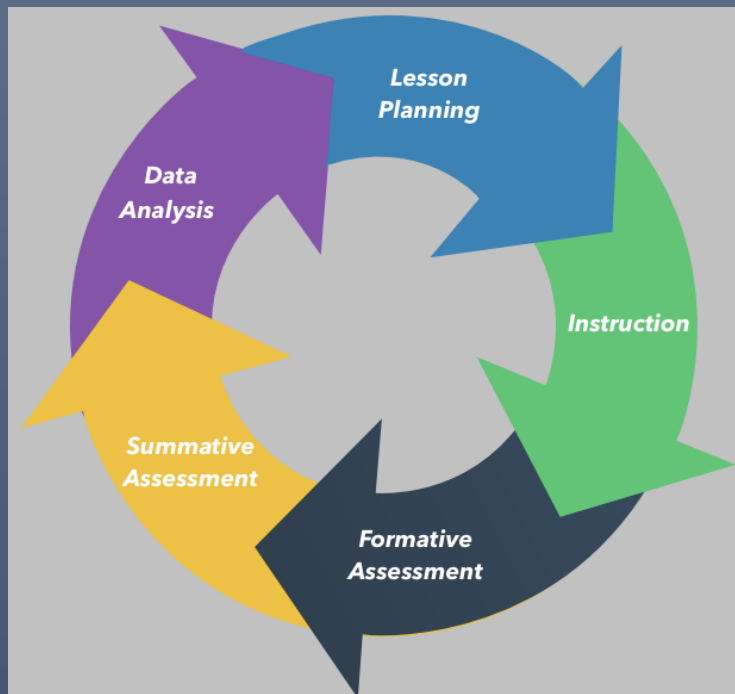 Lesson
Planning
Instruction
Formative
Assessment
Summative
Assessment
Data
Analysis